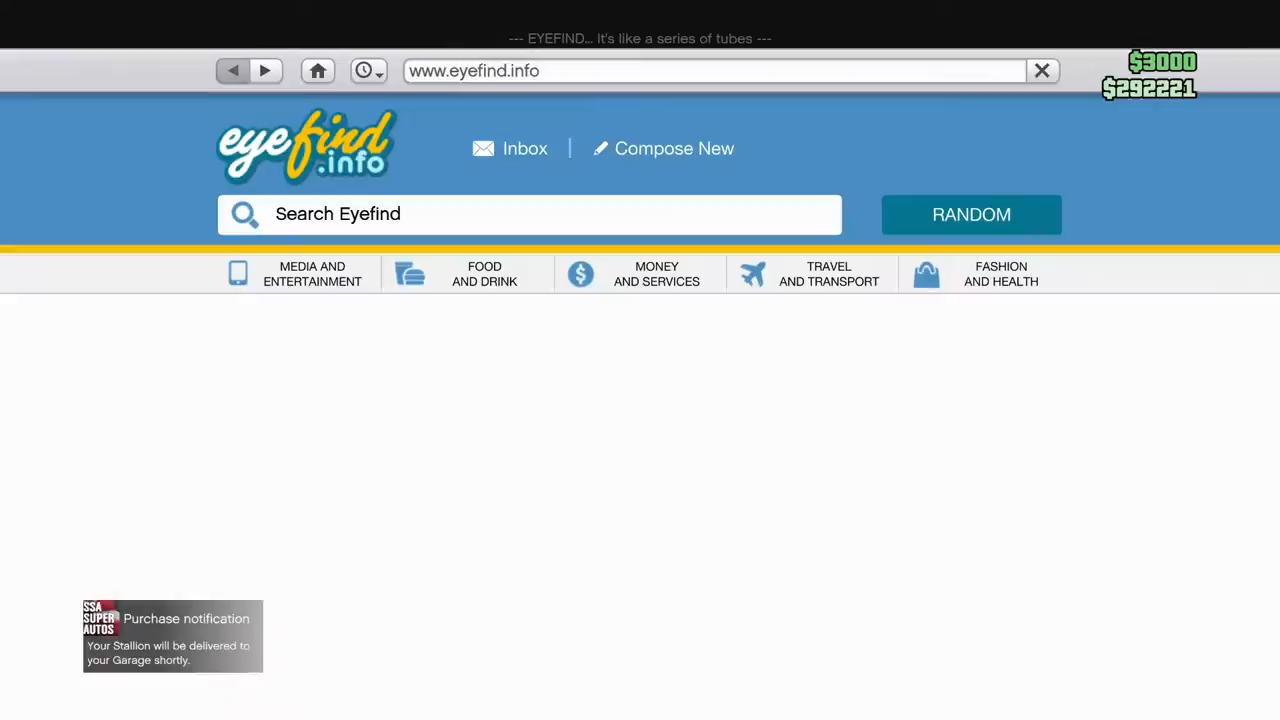 --- EYEFIND... It's like a series of tubes ---
www.eyefind.info
$3000
$292221
eyefind.info
Inbox
Compose New
Search Eyefind
RANDOM
MEDIA AND
ENTERTAINMENT
FOOD
AND DRINK
MONEY
AND SERVICES
TRAVEL
AND TRANSPORT
FASHION
AND HEALTH
SSA
SUPER
AUTOS
Purchase notification
Your Stallion will be delivered to
your Garage shortly.